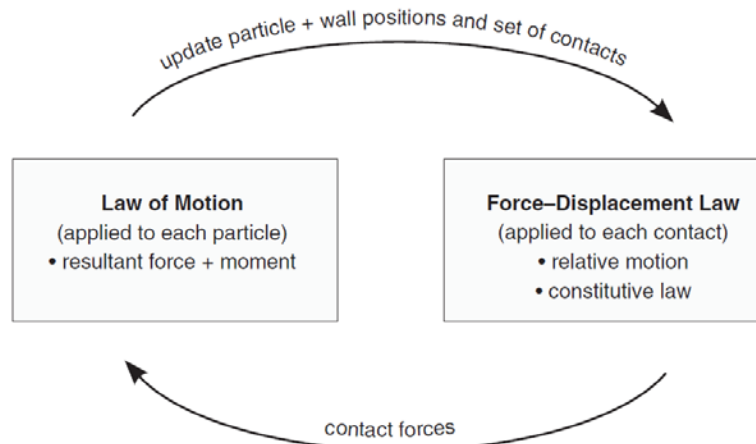 update particle + wall positions and set of contacts
Law of Motion
(applied to each particle)
• resultant force + moment
Force–Displacement Law
(applied to each contact)
• relative motion
• constitutive law
contact forces